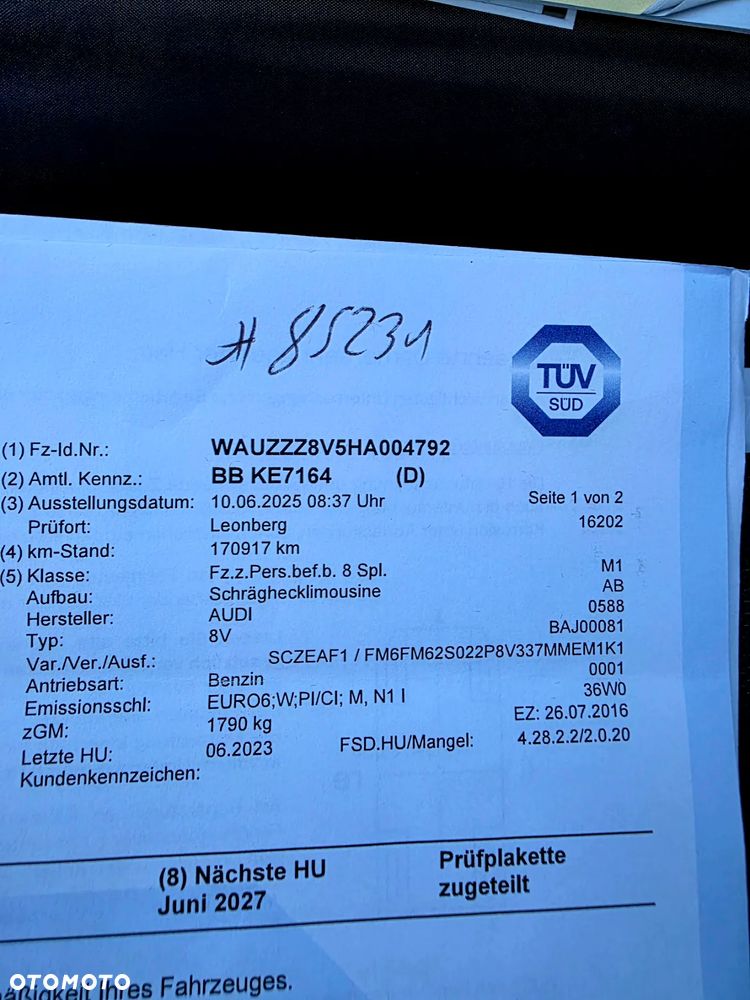 # 85231
TÜV
SÜD
(1) Fz-Id.Nr.: WAUZZZ8V5HA004792
(2) Amtl. Kennz.: BB KE7164 (D)
(3) Ausstellungsdatum: 10.06.2025 08:37 Uhr Seite 1 von 2
Prüfort: Leonberg 16202
(4) km-Stand: 170917 km
(5) Klasse: Fz.z.Pers.bef.b. 8 Spl. M1
Aufbau: Schräghecklimousine AB
Hersteller: AUDI 0588
Typ: 8V BAJ00081
Var./Ver./Ausf.: SCZEAF1 / FM6FM62S022P8V337MMEM1K1
Antriebsart: Benzin 0001
Emissionsschl: EURO6;W;PI/CI; M, N1 I 36W0
zGM: 1790 kg EZ: 26.07.2016
Letzte HU: 06.2023 FSD.HU/Mangel: 4.28.2.2/2.0.20
Kundenkennzeichen:
(8) Nächste HU Prüfplakette
Juni 2027 zugeteilt
Ihres Fahrzeuges.
OTOMOTO